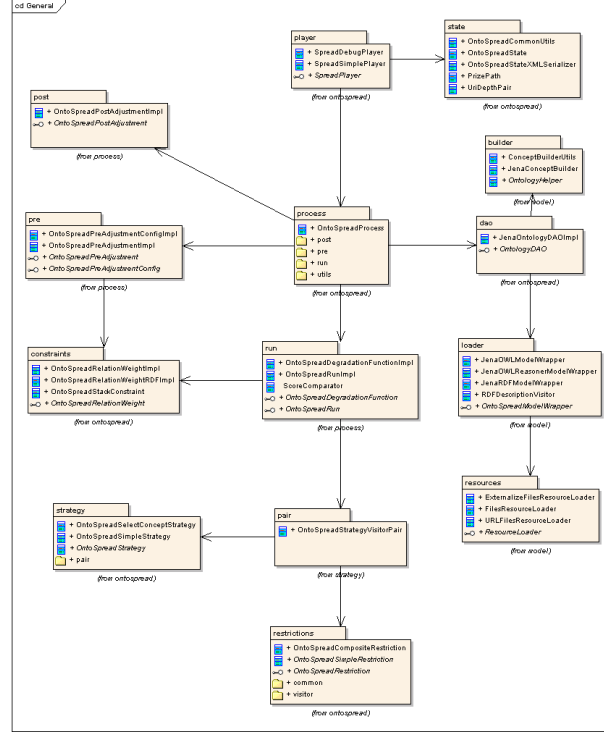 cd General
player
+ SpreadDebugPlayer
+ SpreadSimplePlayer
+ SpreadPlayer
(from ontospread)
state
+ OntoSpreadCommonUtils
+ OntoSpreadState
+ OntoSpreadStateXMLSerializer
+ PrizePath
+ UriDepthPair
(from ontospread)
post
+ OntoSpreadPostAdjustmentImpl
+ OntoSpreadPostAdjustment
(from process)
builder
+ ConceptBuilderUtils
+ JenaConceptBuilder
+ OntologyHelper
(from model)
pre
+ OntoSpreadPreAdjustmentConfigImpl
+ OntoSpreadPreAdjustmentImpl
+ OntoSpreadPreAdjustment
+ OntoSpreadPreAdjustmentConfig
(from process)
process
+ OntoSpreadProcess
+ post
+ pre
+ run
+ utils
(from ontospread)
dao
+ JenaOntologyDAOImpl
+ OntologyDAO
(from ontospread)
constraints
+ OntoSpreadRelationWeightImpl
+ OntoSpreadRelationWeightRDFImpl
+ OntoSpreadStackConstraint
+ OntoSpreadRelationWeight
(from ontospread)
run
+ OntoSpreadDegradationFunctionImpl
+ OntoSpreadRunImpl
ScoreComparator
+ OntoSpreadDegradationFunction
+ OntoSpreadRun
(from process)
loader
+ JenaOWLModelWrapper
+ JenaOWLReasonerModelWrapper
+ JenaRDFModelWrapper
+ RDFDescriptionVisitor
+ OntoSpreadModelWrapper
(from model)
resources
+ ExternalizeFilesResourceLoader
+ FilesResourceLoader
+ URLFilesResourceLoader
+ ResourceLoader
(from model)
strategy
+ OntoSpreadSelectConceptStrategy
+ OntoSpreadSimpleStrategy
+ OntoSpreadStrategy
+ pair
(from ontospread)
pair
+ OntoSpreadStrategyVisitorPair
(from strategy)
restrictions
+ OntoSpreadCompositeRestriction
+ OntoSpreadSimpleRestriction
+ OntoSpreadRestriction
+ common
+ visitor
(from ontospread)